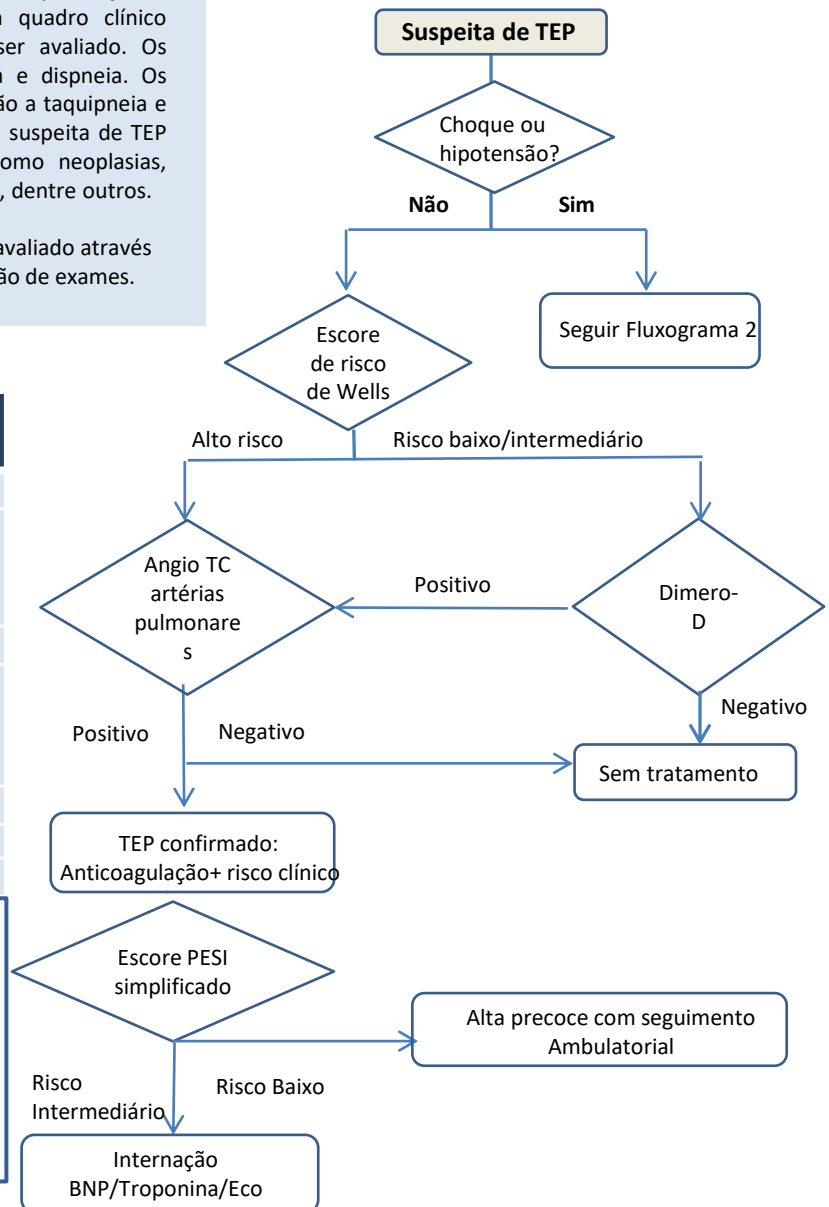 quadro clínico
ser avaliado. Os
e dispneia. Os
a taquipneia e
suspeita de TEP
como neoplasias,
, dentre outros.
avaliado através
de exames.
Suspeita de TEP
Choque ou
hipotensão?
Não Sim
Seguir Fluxograma 2
Escore
de risco
de Wells
Alto risco Risco baixo/intermediário
Angio TC
artérias
pulmonare
s
Positivo
Dimero-
D
Negativo
Positivo Negativo
Sem tratamento
TEP confirmado:
Anticoagulação+ risco clínico
Escore PESI
simplificado
Alta precoce com seguimento
Ambulatorial
Risco
Intermediário
Risco Baixo
Internação
BNP/Troponina/Eco